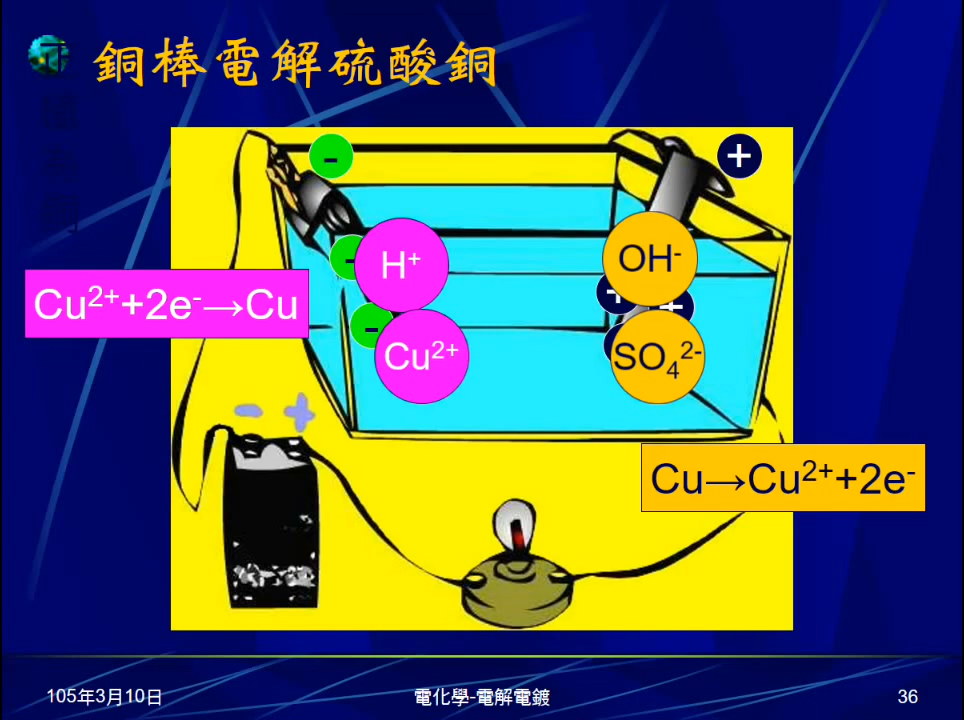 銅棒電解硫酸銅
-
+
-
H⁺
OH⁻
+
+
Cu²⁺+2e⁻→Cu
-
Cu²⁺
SO₄²⁻
- +
Cu→Cu²⁺+2e⁻
105年3月10日
電化學-電解電鍍
36